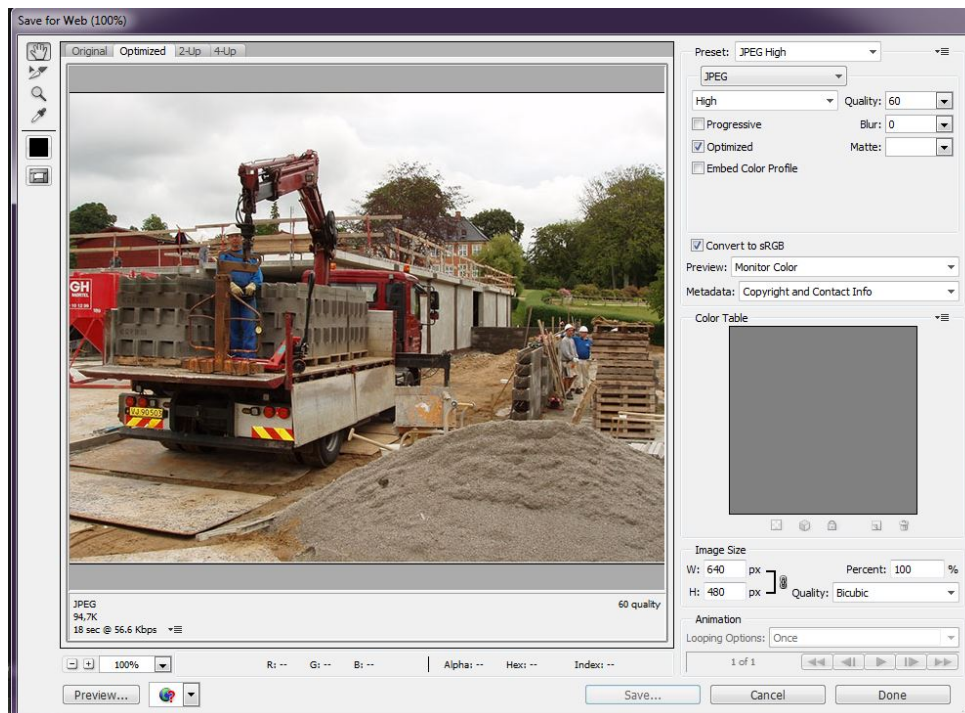 Save for Web (100%)
Original Optimized 2-Up 4-Up
Preset: JPEG High
JPEG
High Quality: 60
Progressive Blur: 0
Optimized Matte:
Embed Color Profile
Convert to sRGB
Preview: Monitor Color
Metadata: Copyright and Contact Info
Color Table
GH
VJ 90503
Image Size
W: 640 px Percent: 100 %
H: 480 px Quality: Bicubic
JPEG 60 quality
94,7K
18 sec @ 56.6 Kbps
Animation
Looping Options: Once
1 of 1
100% R: -- G: -- B: -- Alpha: -- Hex: -- Index: --
Preview... Save... Cancel Done